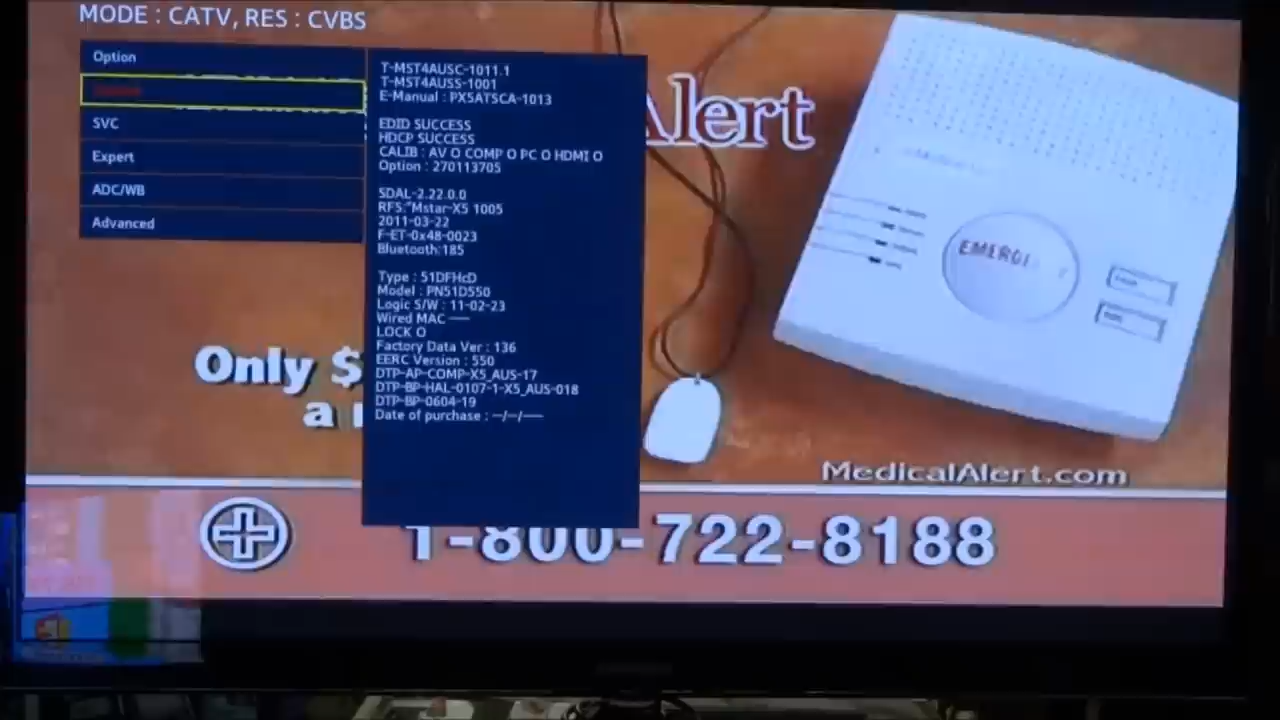 MODE : CATV, RES : CVBS
Option
SVC
Expert
ADC/WB
Advanced
T-MST4AUSC-1011.1
T-MST4AUSS-1001
E-Manual : PX5ATSCA-1013
EDID SUCCESS
HDCP SUCCESS
CALIB : AV O COMP O PC O HDMI O
Option : 270113705
SDAL-2.22.0.0
RFS:"Mstar-X5 1005
2011-03-22
F-ET-0x48-0023
Bluetooth:185
Type : 51DFHcD
Model : PN51D550
Logic S/W : 11-02-23
Wired MAC ----
LOCK O
Factory Data Ver : 136
EERC Version : 550
DTP-AP-COMP-X5_AUS-17
DTP-BP-HAL-0107-1-X5_AUS-018
DTP-BP-0604-19
Date of purchase : --/--/----
Alert
Only $
a
MedicalAlert.com
1-800-722-8188